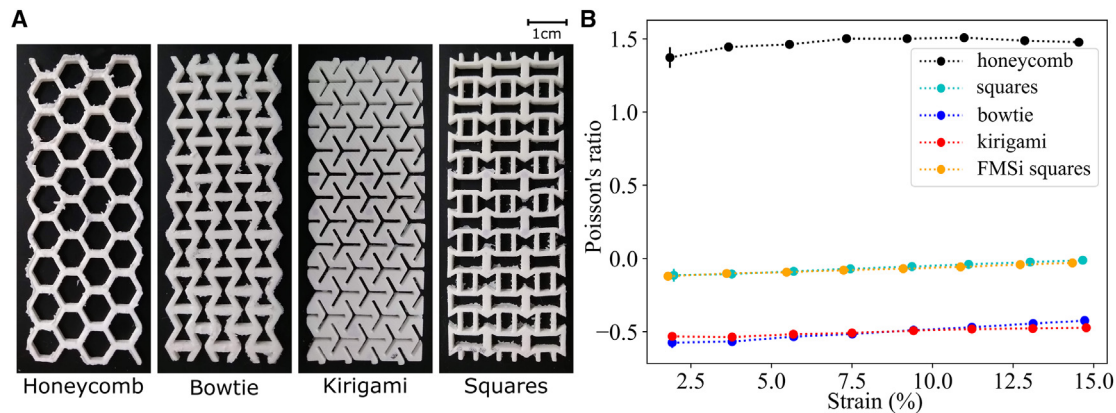 A
1cm
Honeycomb
Bowtie
Kirigami
Squares
B
1.5
1.0
0.5
0.0
−0.5
Poisson's ratio
honeycomb
squares
bowtie
kirigami
FMSi squares
2.5
5.0
7.5
10.0
12.5
15.0
Strain (%)